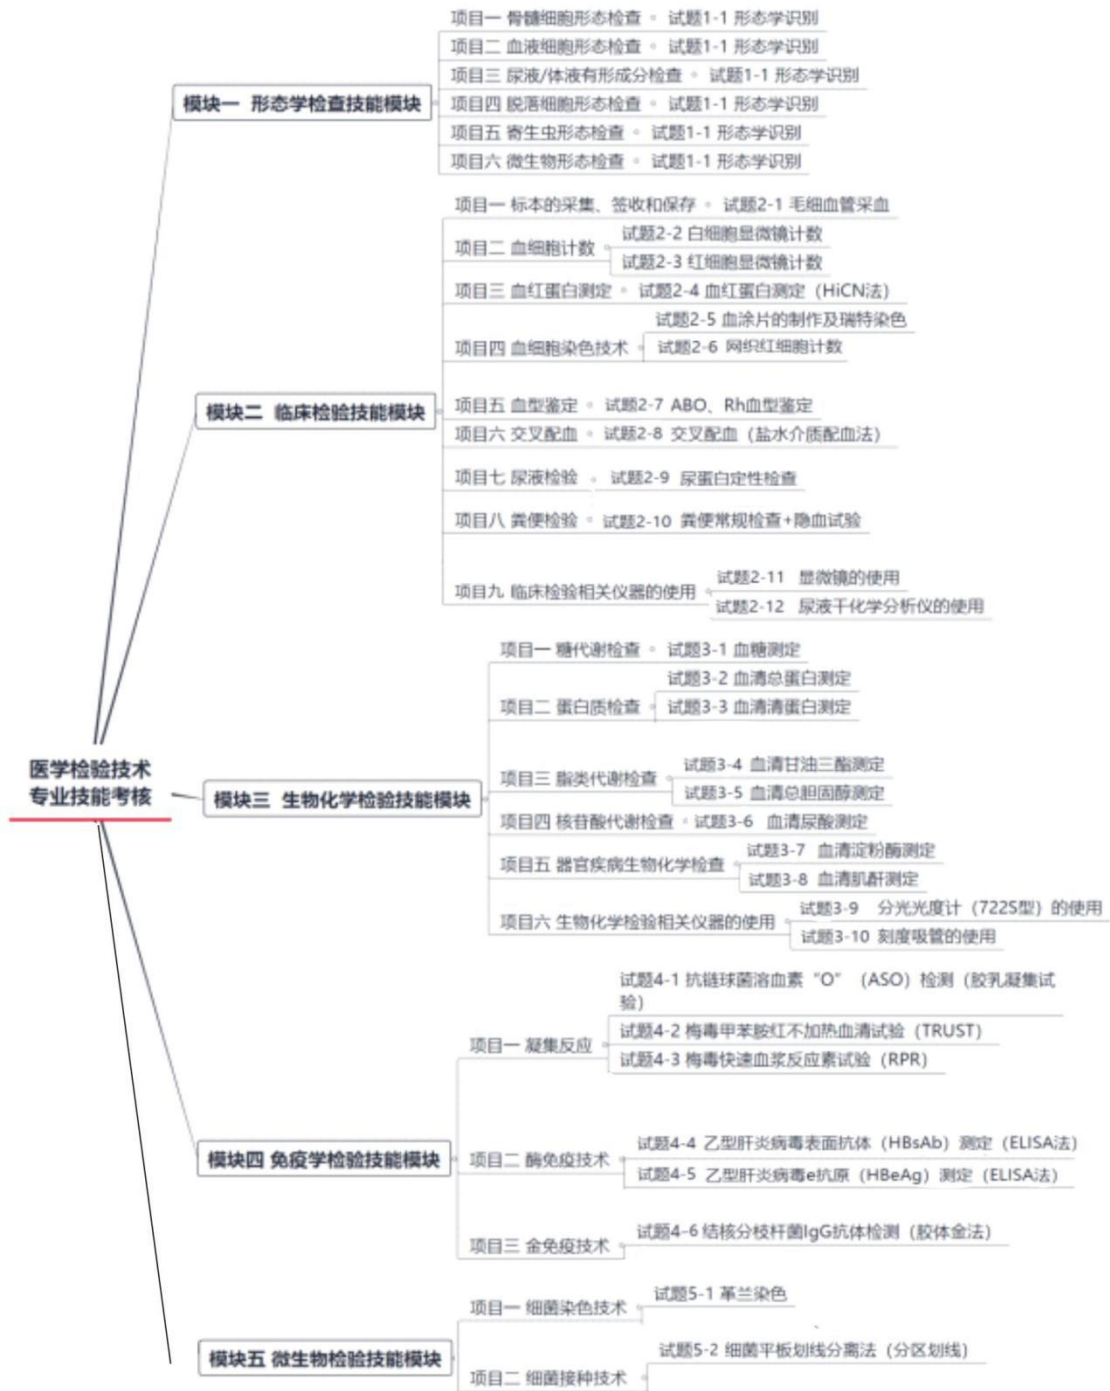 医学检验技术
专业技能考核
模块一 形态学检查技能模块
项目一 骨髓细胞形态检查
试题1-1 形态学识别
项目二 血液细胞形态检查
试题1-1 形态学识别
项目三 尿液/体液有形成分检查
试题1-1 形态学识别
项目四 脱落细胞形态检查
试题1-1 形态学识别
项目五 寄生虫形态检查
试题1-1 形态学识别
项目六 微生物形态检查
试题1-1 形态学识别
模块二 临床检验技能模块
项目一 标本的采集、签收和保存
试题2-1 毛细血管采血
项目二 血细胞计数
试题2-2 白细胞显微镜计数
试题2-3 红细胞显微镜计数
项目三 血红蛋白测定
试题2-4 血红蛋白测定（HiCN法）
项目四 血细胞染色技术
试题2-5 血涂片的制作及瑞特染色
试题2-6 网织红细胞计数
项目五 血型鉴定
试题2-7 ABO、Rh血型鉴定
项目六 交叉配血
试题2-8 交叉配血（盐水介质配血法）
项目七 尿液检验
试题2-9 尿蛋白定性检查
项目八 粪便检验
试题2-10 粪便常规检查+隐血试验
项目九 临床检验相关仪器的使用
试题2-11 显微镜的使用
试题2-12 尿液干化学分析仪的使用
模块三 生物化学检验技能模块
项目一 糖代谢检查
试题3-1 血糖测定
项目二 蛋白质检查
试题3-2 血清总蛋白测定
试题3-3 血清清蛋白测定
项目三 脂类代谢检查
试题3-4 血清甘油三酯测定
试题3-5 血清总胆固醇测定
项目四 核苷酸代谢检查
试题3-6 血清尿酸测定
项目五 器官疾病生物化学检查
试题3-7 血清淀粉酶测定
试题3-8 血清肌酐测定
项目六 生物化学检验相关仪器的使用
试题3-9 分光光度计（722S型）的使用
试题3-10 刻度吸管的使用
模块四 免疫学检验技能模块
项目一 凝集反应
试题4-1 抗链球菌溶血素“O”（ASO）检测（胶乳凝集试
验）
试题4-2 梅毒甲苯胺红不加热血清试验（TRUST）
试题4-3 梅毒快速血浆反应素试验（RPR）
项目二 酶免疫技术
试题4-4 乙型肝炎病毒表面抗体（HBsAb）测定（ELISA法）
试题4-5 乙型肝炎病毒e抗原（HBeAg）测定（ELISA法）
项目三 金免疫技术
试题4-6 结核分枝杆菌IgG抗体检测（胶体金法）
模块五 微生物检验技能模块
项目一 细菌染色技术
试题5-1 革兰染色
项目二 细菌接种技术
试题5-2 细菌平板划线分离法（分区划线）